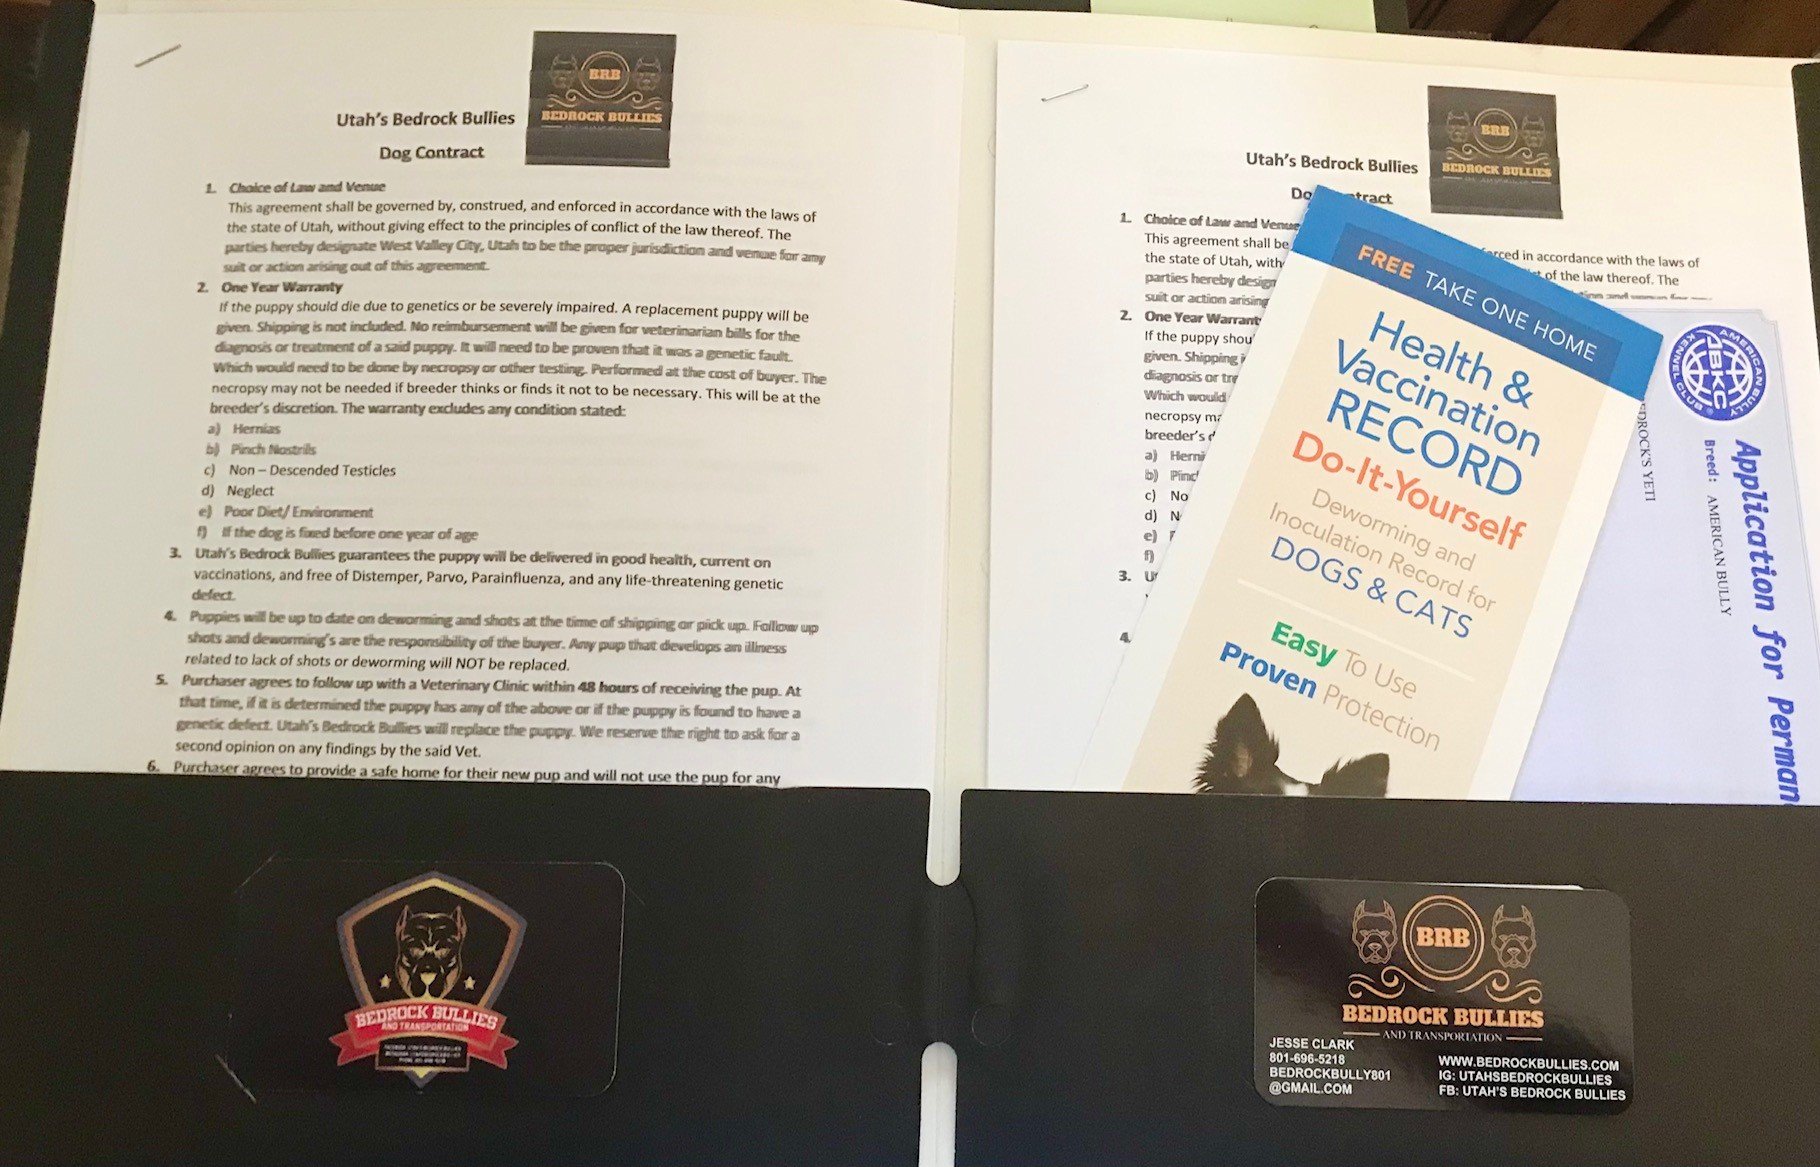 Utah's Bedrock Bullies
Dog Contract
BRB
BEDROCK BULLIES
1. Choice of Law and Venue
This agreement shall be governed by, construed, and enforced in accordance with the laws of
the state of Utah, without giving effect to the principles of conflict of the law thereof. The
parties hereby designate West Valley City, Utah to be the proper jurisdiction and venue for any
suit or action arising out of this agreement.
2. One Year Warranty
If the puppy should die due to genetics or be severely impaired. A replacement puppy will be
given. Shipping is not included. No reimbursement will be given for veterinarian bills for the
diagnosis or treatment of a said puppy. It will need to be proven that it was a genetic fault.
Which would need to be done by necropsy or other testing. Performed at the cost of buyer. The
necropsy may not be needed if breeder thinks or finds it not to be necessary. This will be at the
breeder's discretion. The warranty excludes any condition stated:
a) Hernias
b) Pinch Nostrils
c) Non – Descended Testicles
d) Neglect
e) Poor Diet/ Environment
f) If the dog is fixed before one year of age
3. Utah's Bedrock Bullies guarantees the puppy will be delivered in good health, current on
vaccinations, and free of Distemper, Parvo, Parainfluenza, and any life-threatening genetic
defect.
4. Puppies will be up to date on deworming and shots at the time of shipping or pick up. Follow up
shots and deworming's are the responsibility of the buyer. Any pup that develops an illness
related to lack of shots or deworming will NOT be replaced.
5. Purchaser agrees to follow up with a Veterinary Clinic within 48 hours of receiving the pup. At
that time, if it is determined the puppy has any of the above or if the puppy is found to have a
genetic defect. Utah's Bedrock Bullies will replace the puppy. We reserve the right to ask for a
second opinion on any findings by the said Vet.
6. Purchaser agrees to provide a safe home for their new pup and will not use the pup for any
BEDROCK BULLIES
AND TRANSPORTATION
Utah's Bedrock Bullies
BRB
BEDROCK BULLIES
1. Choice of Law and Venue
This agreement shall be
rced in accordance with the laws of
the state of Utah, with
of the law thereof. The
parties hereby design
suit or action arising
2. One Year Warrant
If the puppy shou
given. Shipping i
diagnosis or tre
Which would
necropsy ma
breeder's d
a) Herni
b) Pinc
c) No
d) N
e)
f)
3. U
4.
FREE TAKE ONE HOME
Health &
Vaccination
RECORD
Do-It-Yourself
Deworming and
Inoculation Record for
DOGS & CATS
Easy To Use
Proven Protection
AMERICAN BULLY
KENNEL CLUB
ABKC
Application for Perman
Breed: AMERICAN BULLY
EDROCK'S YETI
BRB
BEDROCK BULLIES
AND TRANSPORTATION
JESSE CLARK
801-696-5218
BEDROCKBULLY801
@GMAIL.COM
WWW.BEDROCKBULLIES.COM
IG: UTAHSBEDROCKBULLIES
FB: UTAH'S BEDROCK BULLIES